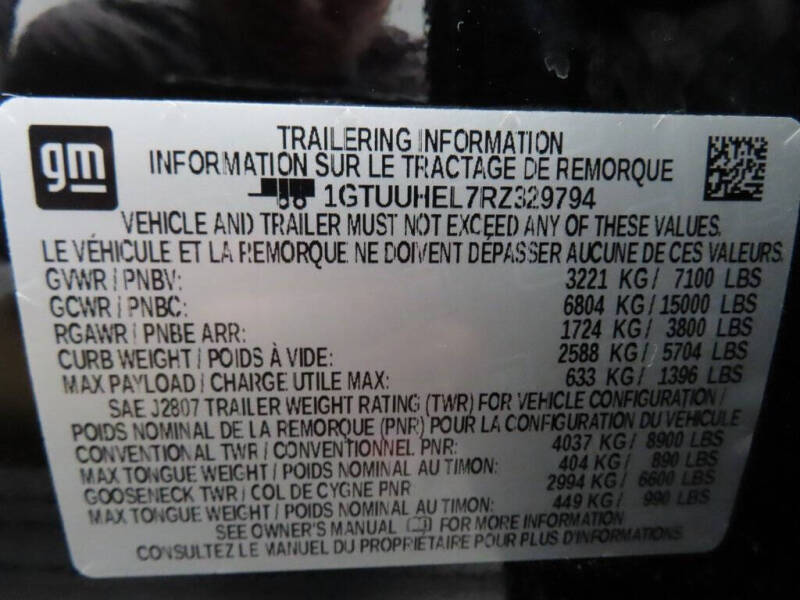 gm
TRAILERING INFORMATION
INFORMATION SUR LE TRACTAGE DE REMORQUE
1GTUUHEL7RZ329794
VEHICLE AND TRAILER MUST NOT EXCEED ANY OF THESE VALUES.
LE VÉHICULE ET LA REMORQUE NE DOIVENT DÉPASSER AUCUNE DE CES VALEURS.
GVWR / PNBV: 3221 KG / 7100 LBS
GCWR / PNBC: 6804 KG / 15000 LBS
RGAWR / PNBE ARR: 1724 KG / 3800 LBS
CURB WEIGHT / POIDS À VIDE: 2588 KG / 5704 LBS
MAX PAYLOAD / CHARGE UTILE MAX: 633 KG / 1396 LBS
SAE J2807 TRAILER WEIGHT RATING (TWR) FOR VEHICLE CONFIGURATION /
POIDS NOMINAL DE LA REMORQUE (PNR) POUR LA CONFIGURATION DU VÉHICULE
CONVENTIONAL TWR / CONVENTIONNEL PNR: 4037 KG / 8900 LBS
MAX TONGUE WEIGHT / POIDS NOMINAL AU TIMON: 404 KG / 890 LBS
GOOSENECK TWR / COL DE CYGNE PNR 2994 KG / 6600 LBS
MAX TONGUE WEIGHT / POIDS NOMINAL AU TIMON: 449 KG / 990 LBS
SEE OWNER'S MANUAL FOR MORE INFORMATION
CONSULTEZ LE MANUEL DU PROPRIÉTAIRE POUR PLUS D'INFORMATIONS